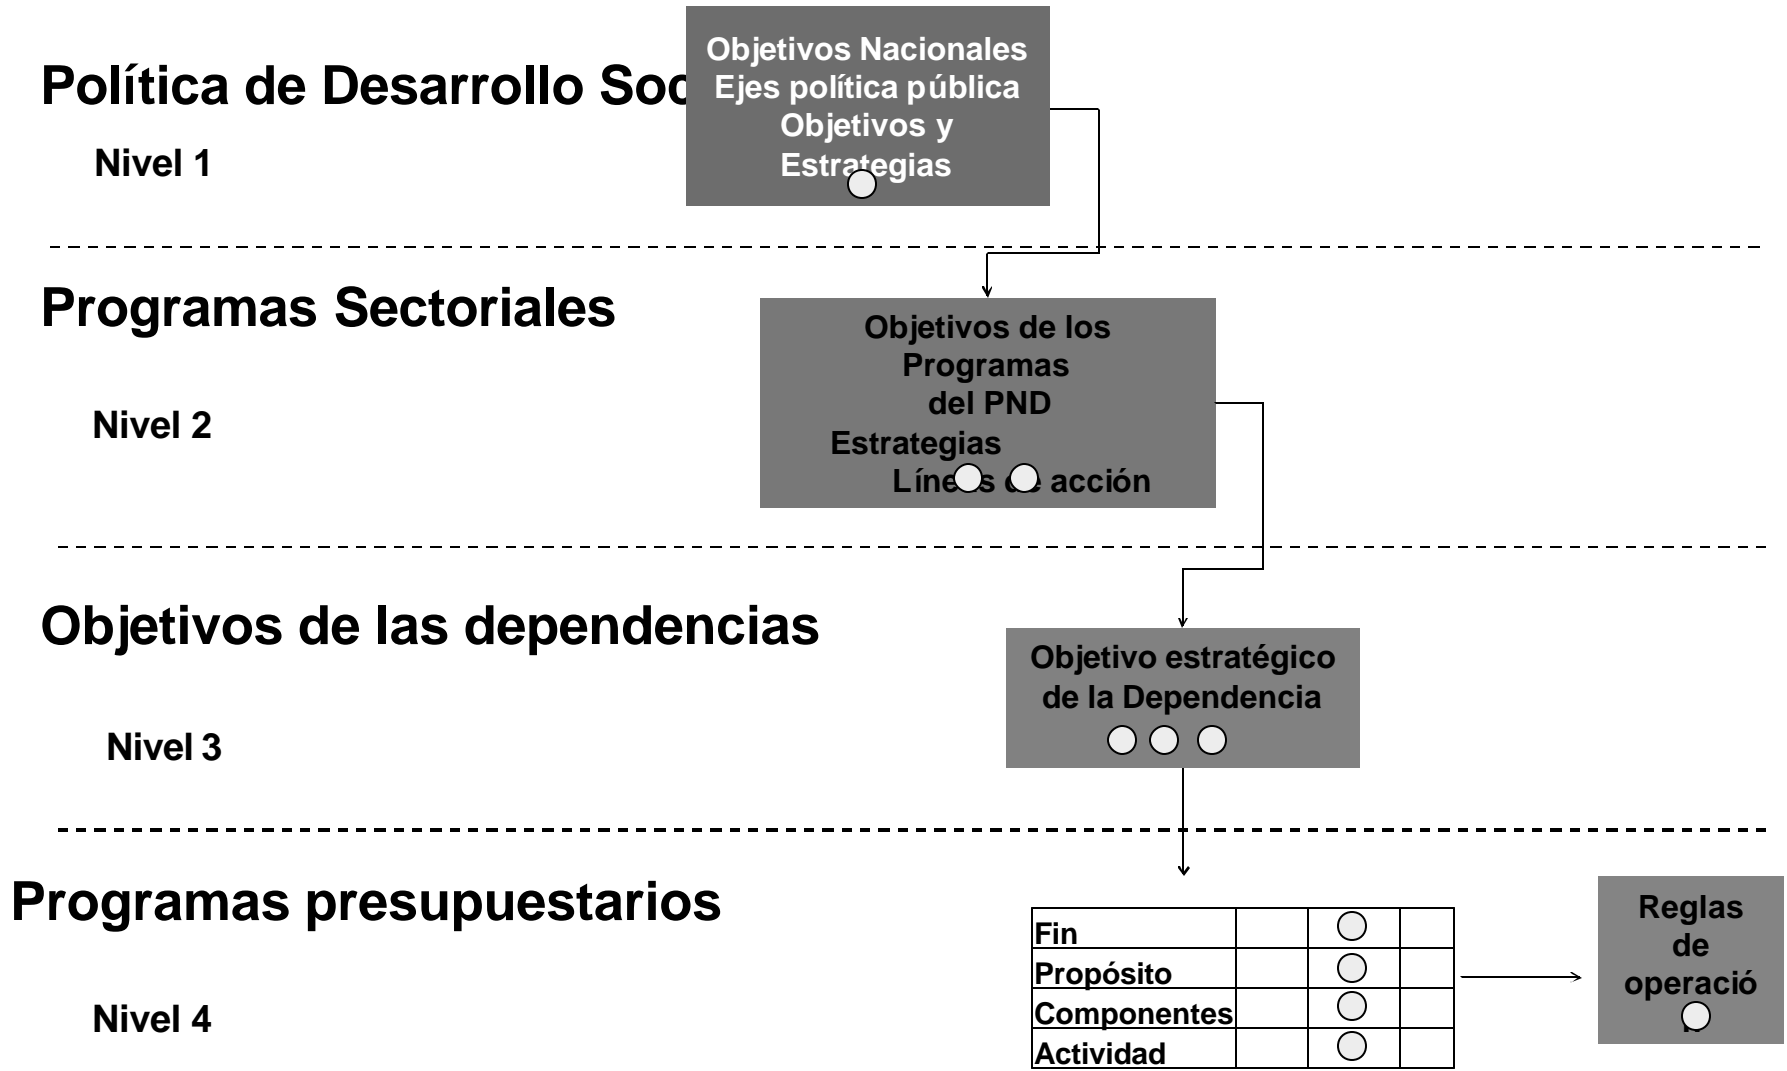 Política de Desarrollo Soc
Nivel 1
Objetivos Nacionales
Ejes política pública
Objetivos y
Estrategias
Programas Sectoriales
Nivel 2
Objetivos de los
Programas
del PND
Estrategias
Líneas de acción
Objetivos de las dependencias
Nivel 3
Objetivo estratégico
de la Dependencia
Programas presupuestarios
Nivel 4
Fin
Propósito
Componentes
Actividad
Reglas
de
operació
n